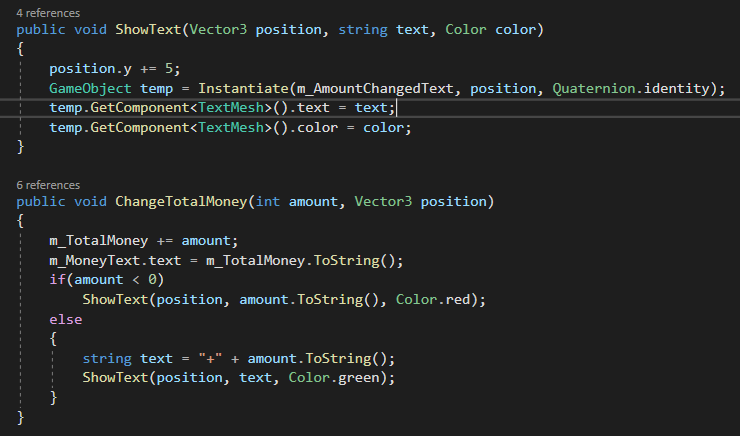 4 references
public void ShowText(Vector3 position, string text, Color color)
{
position.y += 5;
GameObject temp = Instantiate(m_AmountChangedText, position, Quaternion.identity);
temp.GetComponent<TextMesh>().text = text;
temp.GetComponent<TextMesh>().color = color;
}
6 references
public void ChangeTotalMoney(int amount, Vector3 position)
{
m_TotalMoney += amount;
m_MoneyText.text = m_TotalMoney.ToString();
if(amount < 0)
ShowText(position, amount.ToString(), Color.red);
else
{
string text = "+" + amount.ToString();
ShowText(position, text, Color.green);
}
}